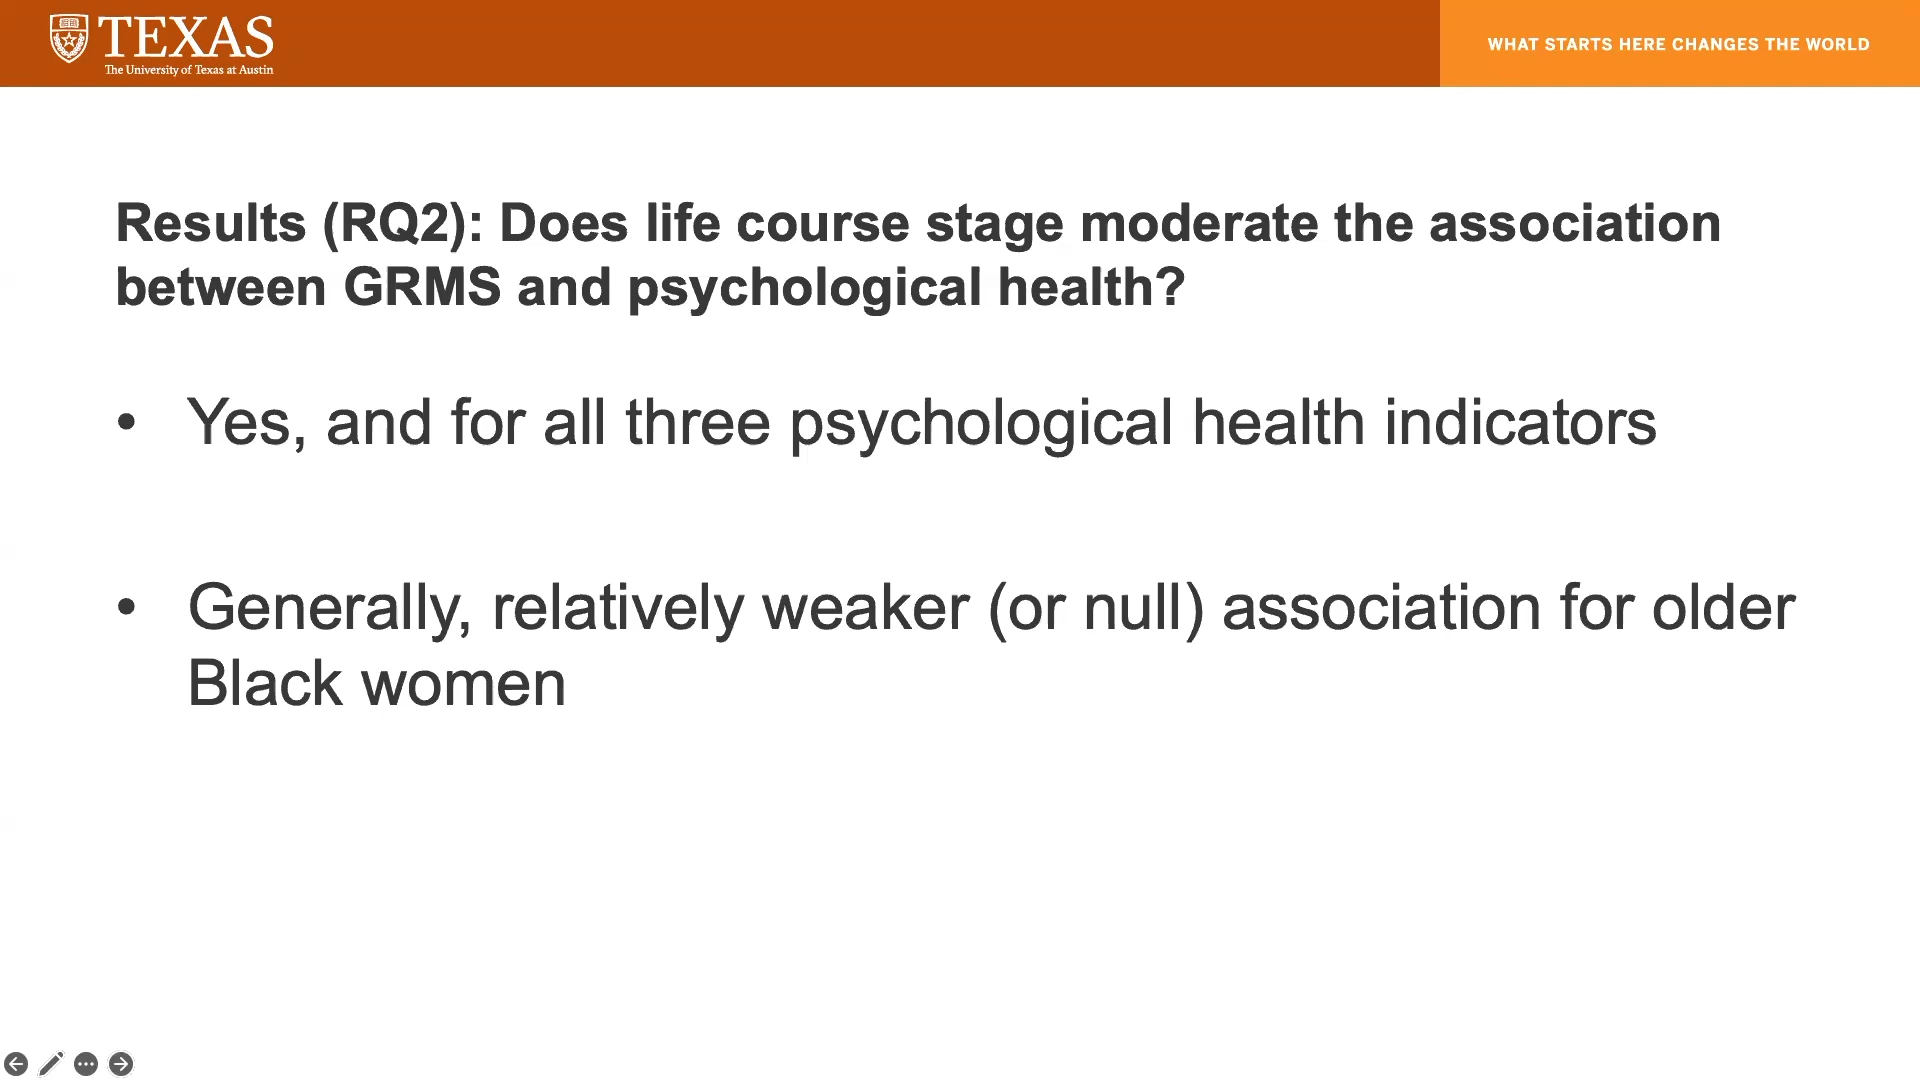 TEXAS
The University of Texas at Austin
WHAT STARTS HERE CHANGES THE WORLD
Results (RQ2): Does life course stage moderate the association
between GRMS and psychological health?
• Yes, and for all three psychological health indicators
• Generally, relatively weaker (or null) association for older
Black women